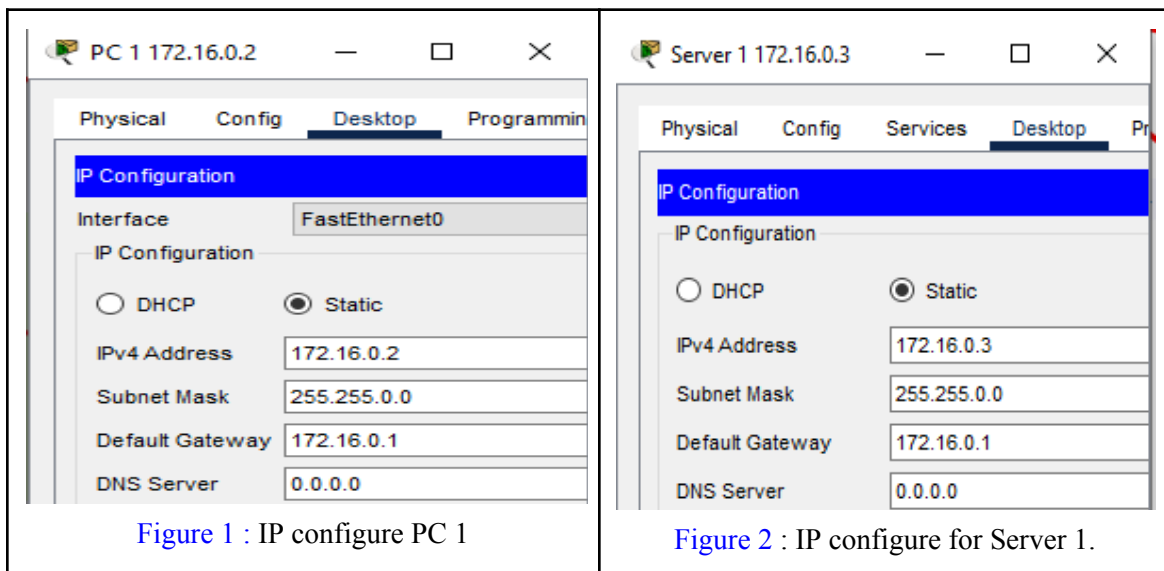 PC 1 172.16.0.2
Physical Config Desktop Programmin
IP Configuration
Interface FastEthernet0
IP Configuration
DHCP Static
IPv4 Address 172.16.0.2
Subnet Mask 255.255.0.0
Default Gateway 172.16.0.1
DNS Server 0.0.0.0
Figure 1 : IP configure PC 1
Server 1 172.16.0.3
Physical Config Services Desktop Pr
IP Configuration
IP Configuration
DHCP Static
IPv4 Address 172.16.0.3
Subnet Mask 255.255.0.0
Default Gateway 172.16.0.1
DNS Server 0.0.0.0
Figure 2 : IP configure for Server 1.